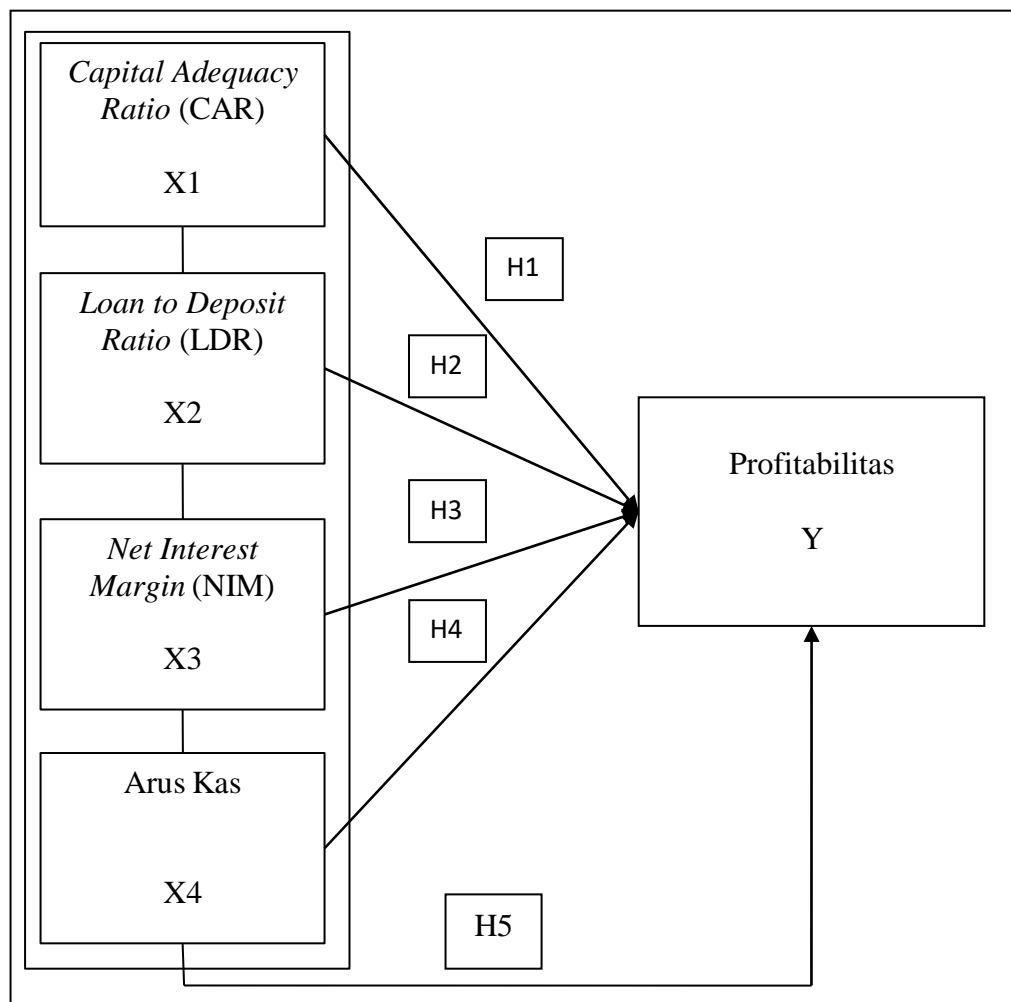 Capital Adequacy
Ratio (CAR)
X1
Loan to Deposit
Ratio (LDR)
X2
Net Interest
Margin (NIM)
X3
Arus Kas
X4
H1
H2
H3
H4
H5
Profitabilitas
Y